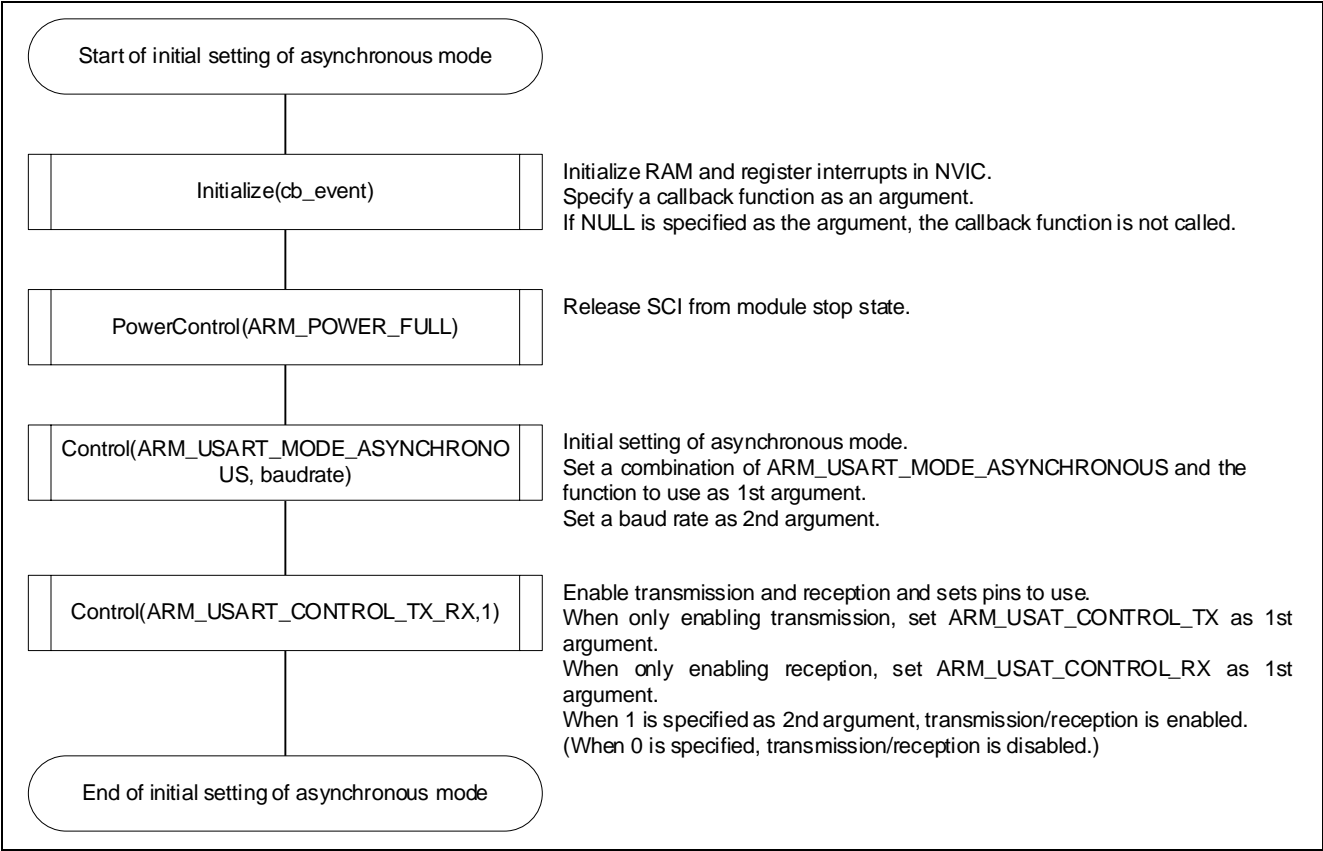 Start of initial setting of asynchronous mode
Initialize(cb_event)
Initialize RAM and register interrupts in NVIC.
Specify a callback function as an argument.
If NULL is specified as the argument, the callback function is not called.
PowerControl(ARM_POWER_FULL)
Release SCI from module stop state.
Control(ARM_USART_MODE_ASYNCHRONO
US, baudrate)
Initial setting of asynchronous mode.
Set a combination of ARM_USART_MODE_ASYNCHRONOUS and the
function to use as 1st argument.
Set a baud rate as 2nd argument.
Control(ARM_USART_CONTROL_TX_RX,1)
Enable transmission and reception and sets pins to use.
When only enabling transmission, set ARM_USAT_CONTROL_TX as 1st
argument.
When only enabling reception, set ARM_USAT_CONTROL_RX as 1st
argument.
When 1 is specified as 2nd argument, transmission/reception is enabled.
(When 0 is specified, transmission/reception is disabled.)
End of initial setting of asynchronous mode